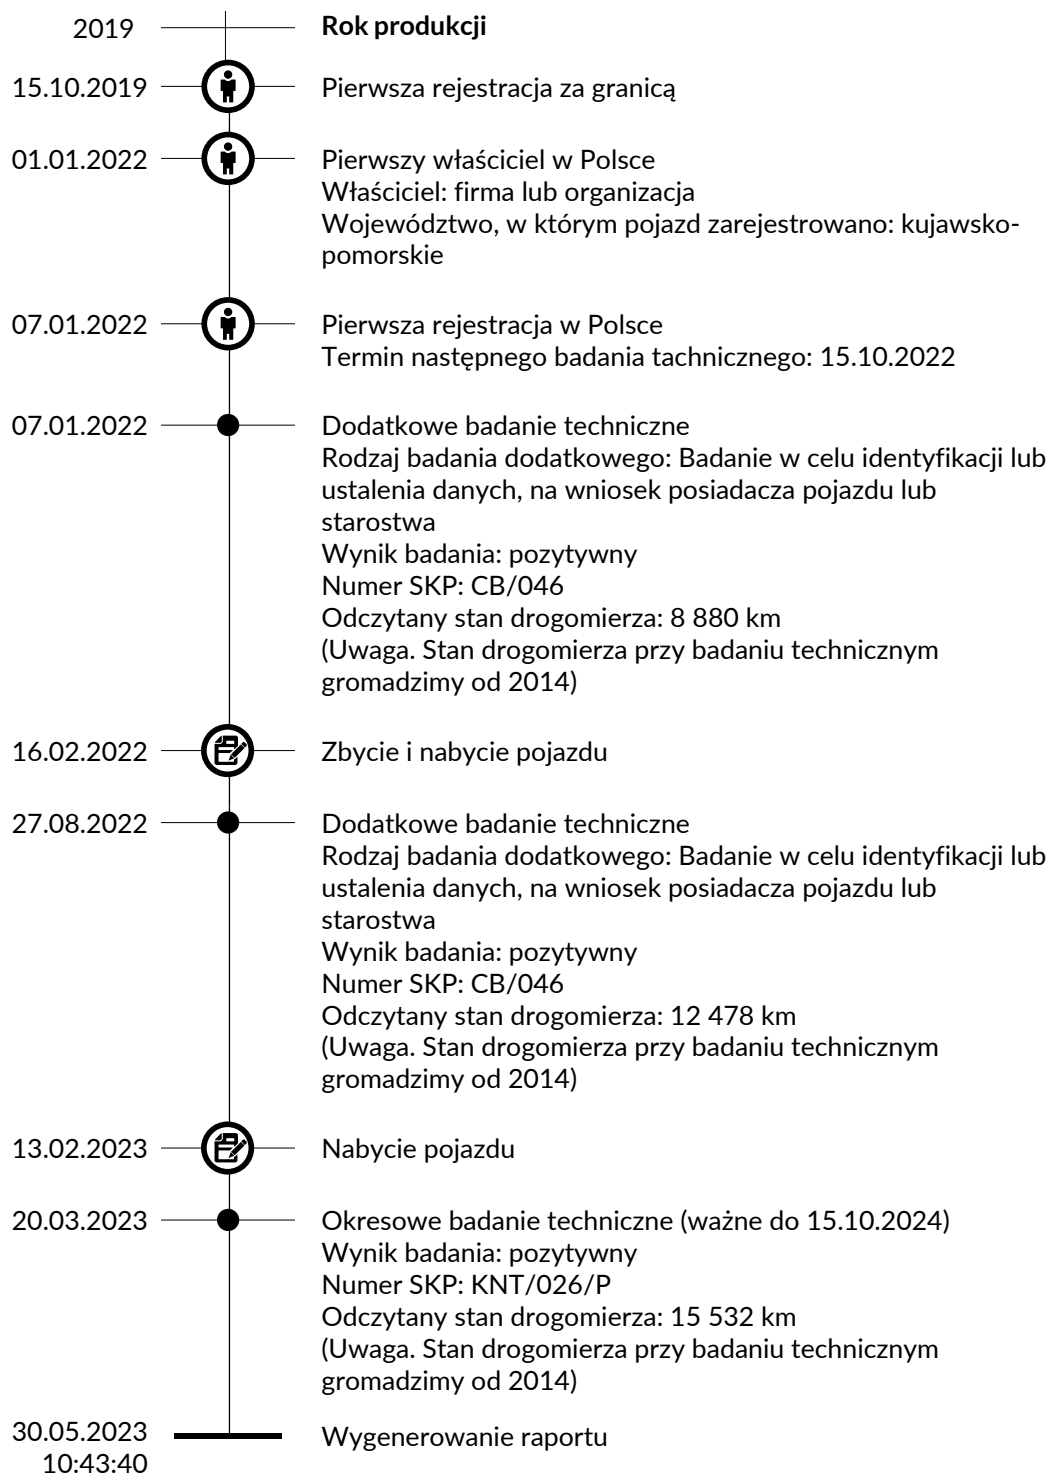 2019 Rok produkcji
15.10.2019 Pierwsza rejestracja za granicą
01.01.2022 Pierwszy właściciel w Polsce
Właściciel: firma lub organizacja
Województwo, w którym pojazd zarejestrowano: kujawsko-
pomorskie
07.01.2022 Pierwsza rejestracja w Polsce
Termin następnego badania tachnicznego: 15.10.2022
07.01.2022 Dodatkowe badanie techniczne
Rodzaj badania dodatkowego: Badanie w celu identyfikacji lub
ustalenia danych, na wniosek posiadacza pojazdu lub
starostwa
Wynik badania: pozytywny
Numer SKP: CB/046
Odczytany stan drogomierza: 8 880 km
(Uwaga. Stan drogomierza przy badaniu technicznym
gromadzimy od 2014)
16.02.2022 Zbycie i nabycie pojazdu
27.08.2022 Dodatkowe badanie techniczne
Rodzaj badania dodatkowego: Badanie w celu identyfikacji lub
ustalenia danych, na wniosek posiadacza pojazdu lub
starostwa
Wynik badania: pozytywny
Numer SKP: CB/046
Odczytany stan drogomierza: 12 478 km
(Uwaga. Stan drogomierza przy badaniu technicznym
gromadzimy od 2014)
13.02.2023 Nabycie pojazdu
20.03.2023 Okresowe badanie techniczne (ważne do 15.10.2024)
Wynik badania: pozytywny
Numer SKP: KNT/026/P
Odczytany stan drogomierza: 15 532 km
(Uwaga. Stan drogomierza przy badaniu technicznym
gromadzimy od 2014)
30.05.2023 Wygenerowanie raportu
10:43:40